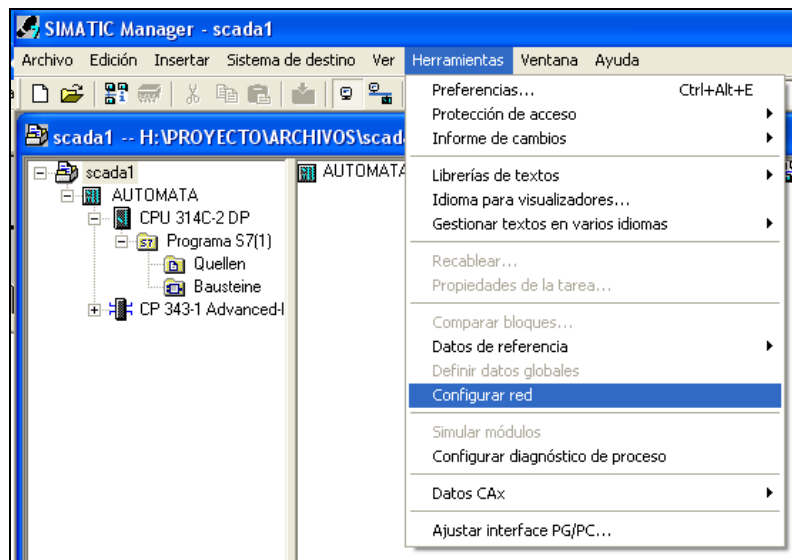 SIMATIC Manager - scada1
Archivo Edición Insertar Sistema de destino Ver Herramientas Ventana Ayuda
scada1 -- H:\PROYECTO\ARCHIVOS\scad
scada1
AUTOMATA
CPU 314C-2 DP
S7 Programa S7(1)
Quellen
Bausteine
CP 343-1 Advanced-I
AUTOMATA
Preferencias... Ctrl+Alt+E
Protección de acceso
Informe de cambios
Librerías de textos
Idioma para visualizadores...
Gestionar textos en varios idiomas
Recablear...
Propiedades de la tarea...
Comparar bloques...
Datos de referencia
Definir datos globales
Configurar red
Simular módulos
Configurar diagnóstico de proceso
Datos CAx
Ajustar interface PG/PC...